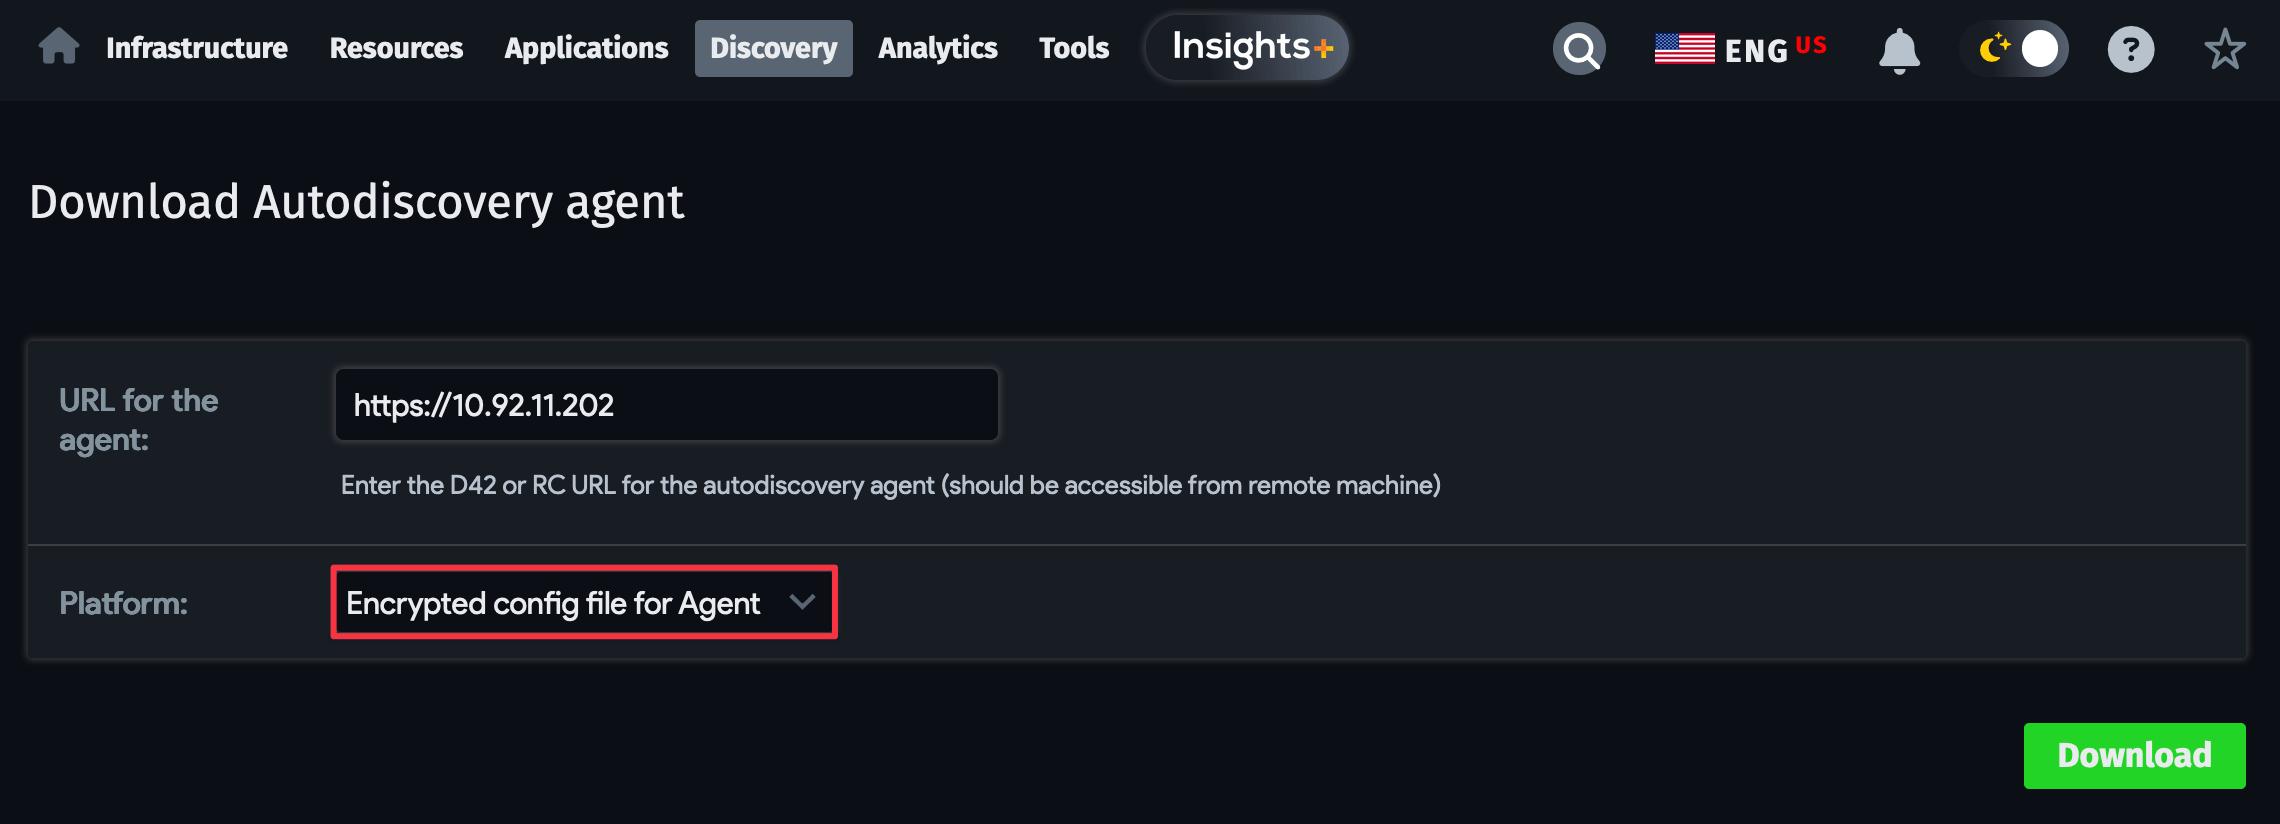 Infrastructure Resources Applications Discovery Analytics Tools Insights+ ENG US ?
Download Autodiscovery agent
URL for the
agent:
https://10.92.11.202
Enter the D42 or RC URL for the autodiscovery agent (should be accessible from remote machine)
Platform:
Encrypted config file for Agent
Download